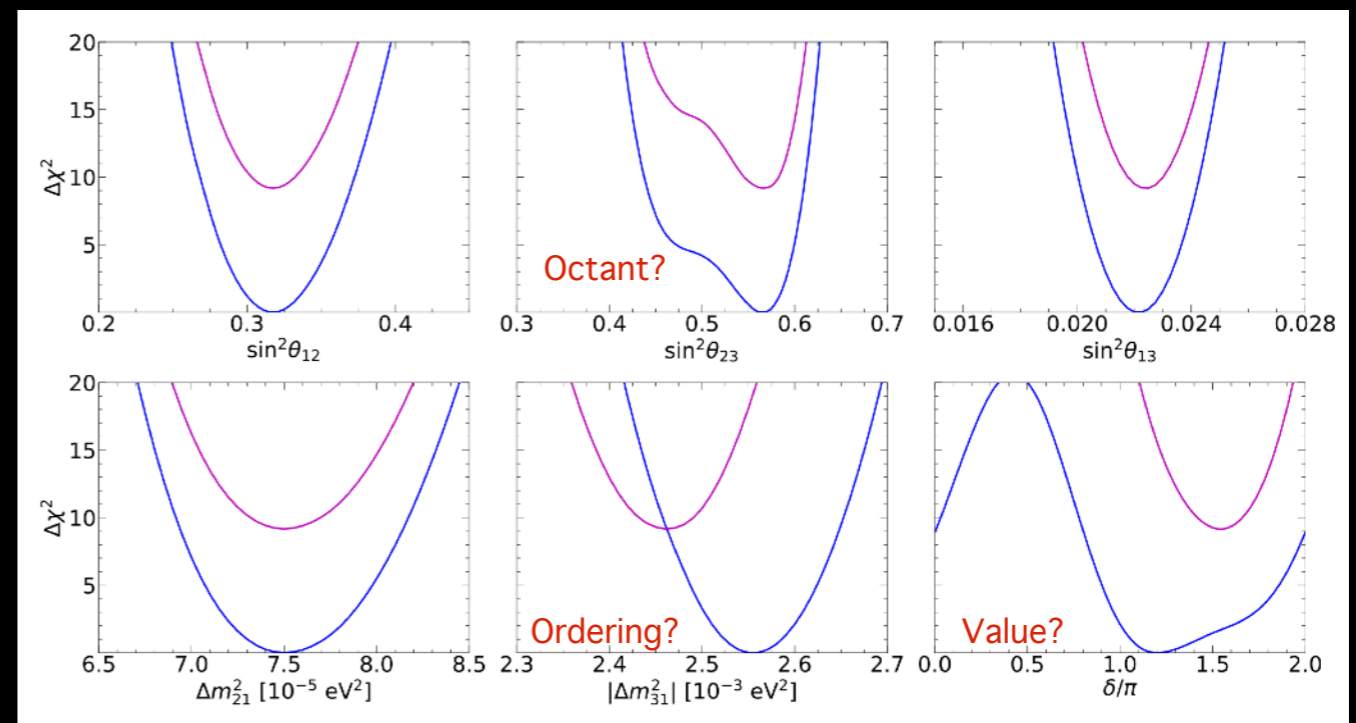 20
15
10
5
Δχ²
0.2 0.3 0.4
sin²θ₁₂
Octant?
0.3 0.4 0.5 0.6 0.7
sin²θ₂₃
0.016 0.020 0.024 0.028
sin²θ₁₃
20
15
10
5
Δχ²
6.5 7.0 7.5 8.0 8.5
Δm²₂₁ [10⁻⁵ eV²]
Ordering?
2.3 2.4 2.5 2.6 2.7
|Δm²₃₁| [10⁻³ eV²]
Value?
0.0 0.5 1.0 1.5 2.0
δ/π